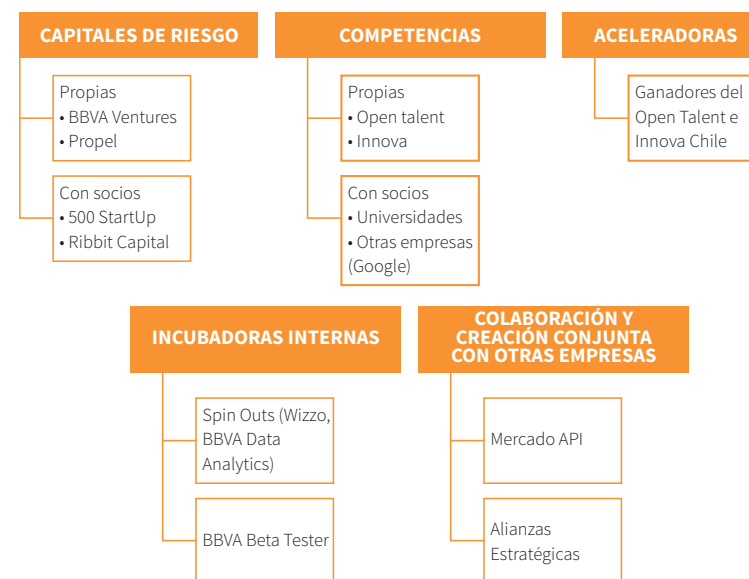 CAPITALES DE RIESGO
Propias
• BBVA Ventures
• Propel
Con socios
• 500 StartUp
• Ribbit Capital
COMPETENCIAS
Propias
• Open talent
• Innova
Con socios
• Universidades
• Otras empresas
(Google)
ACELERADORAS
Ganadores del
Open Talent e
Innova Chile
INCUBADORAS INTERNAS
Spin Outs (Wizzo,
BBVA Data
Analytics)
BBVA Beta Tester
COLABORACIÓN Y
CREACIÓN CONJUNTA
CON OTRAS EMPRESAS
Mercado API
Alianzas
Estratégicas